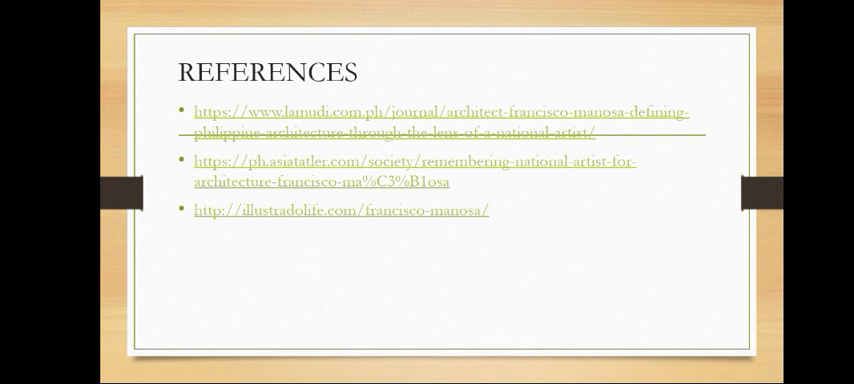 REFERENCES
• https://www.lamudi.com.ph/journal/architect-francisco-manosa-defining-
philippine-architecture-through-the-lens-of-a-national-artist/
• https://ph.asiatatler.com/society/remembering-national-artist-for-
architecture-francisco-ma%C3%B1osa
• http://illustradolife.com/francisco-manosa/